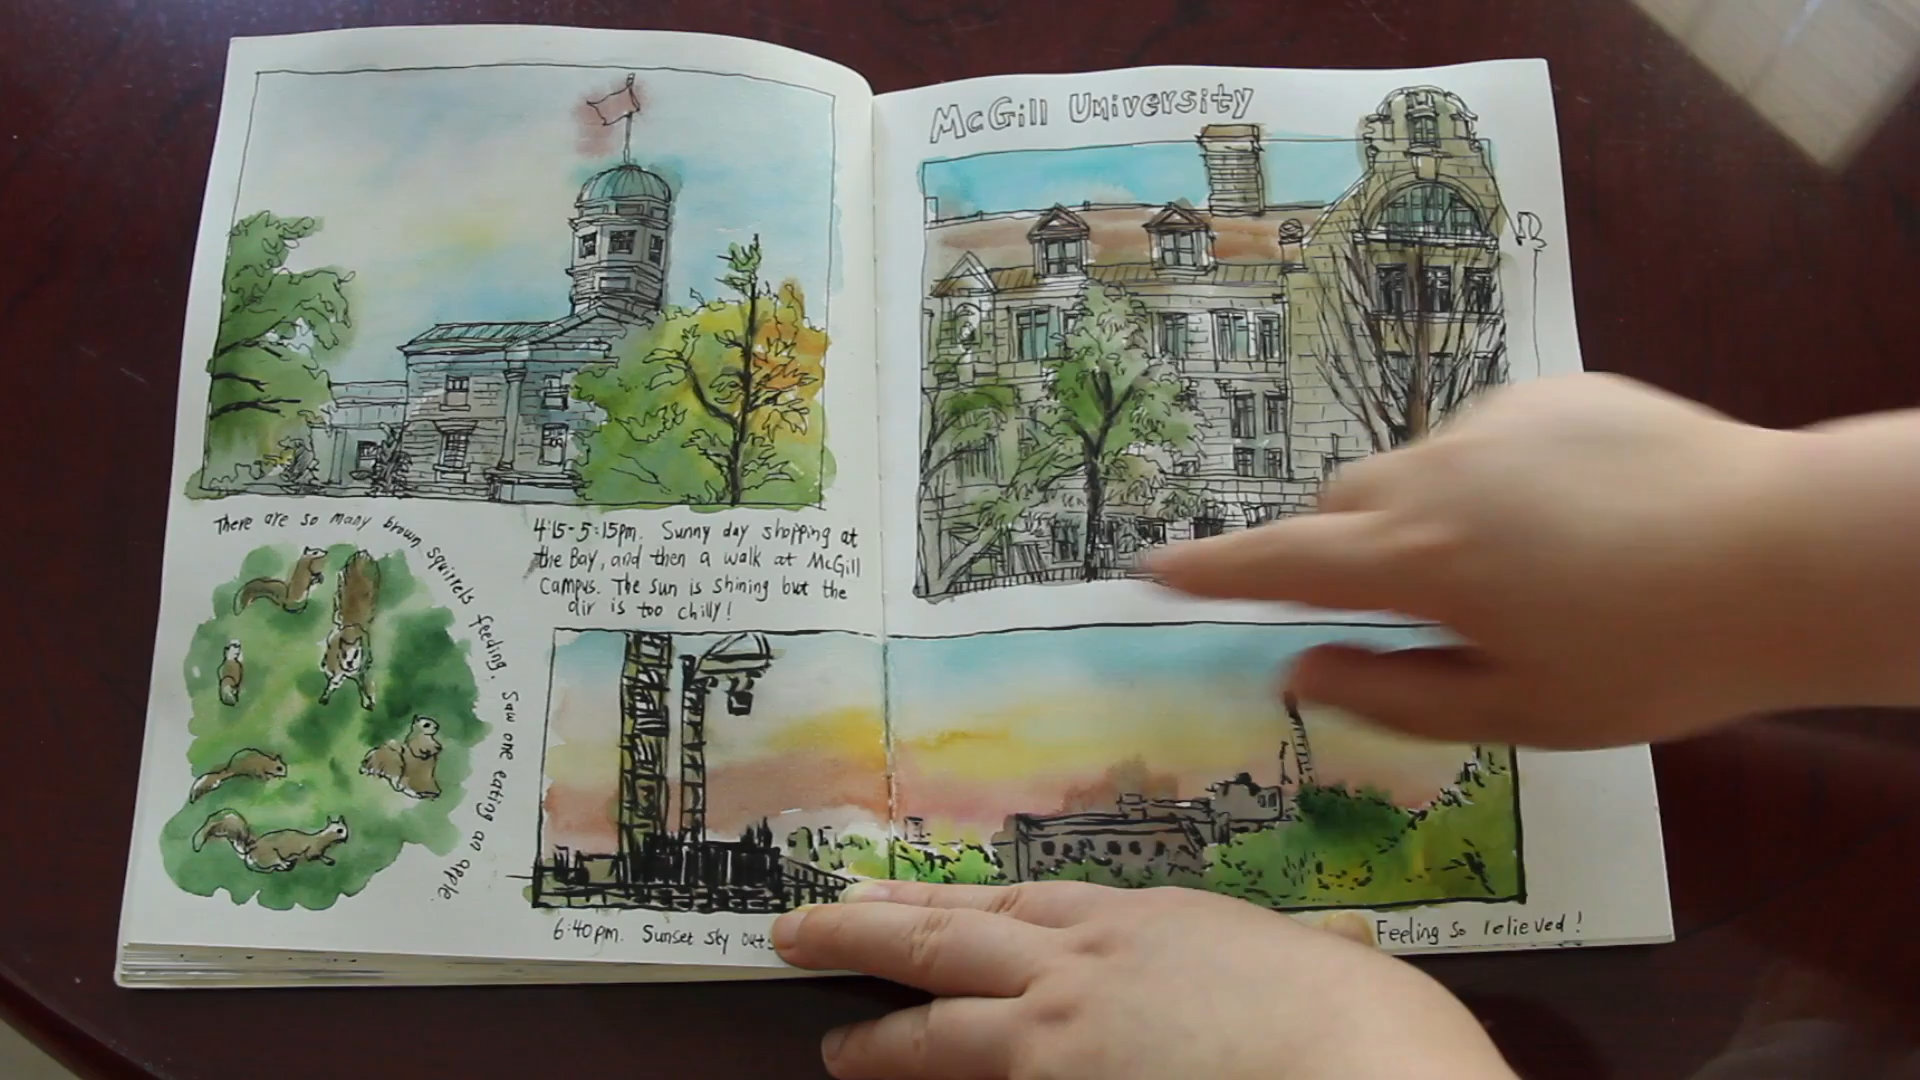 McGill University
There are so many brown squirrels feeding. Saw one eating an apple.
4:15-5:15pm. Sunny day shopping at
the Bay, and then a walk at McGill
Campus. The sun is shining but the
air is too chilly!
6:40pm. Sunset sky
Feeling so relieved!